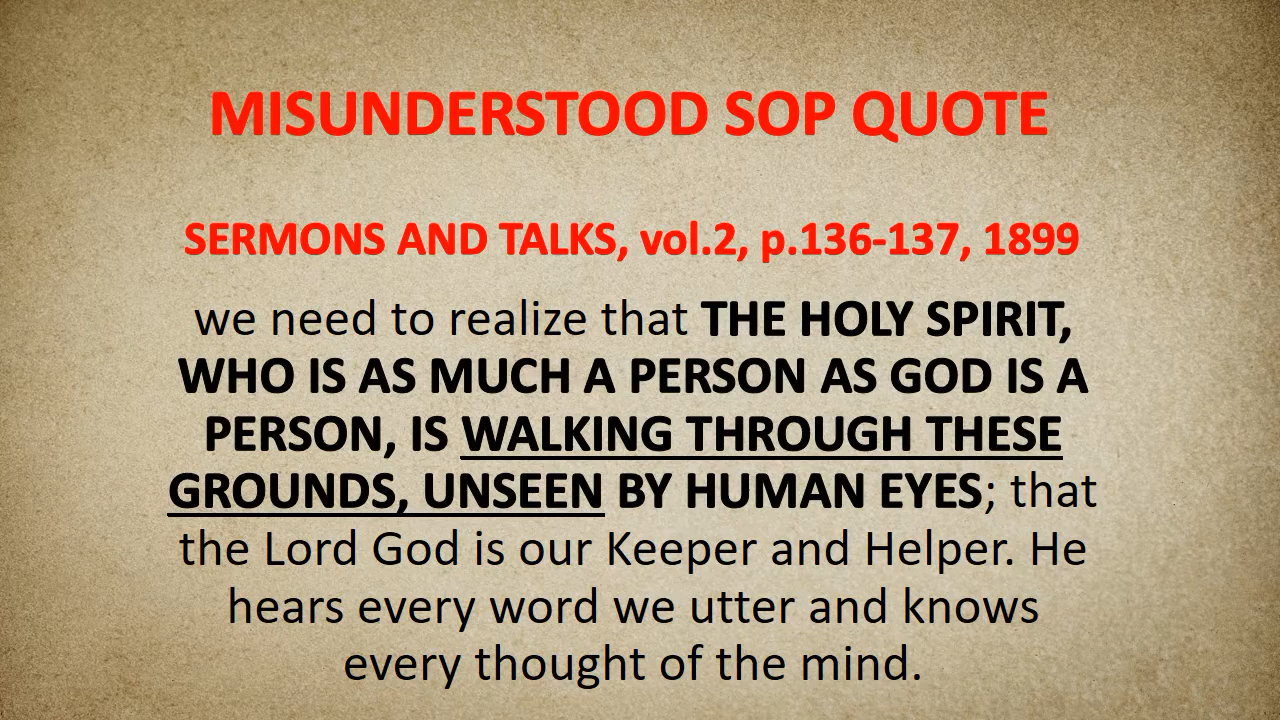 MISUNDERSTOOD SOP QUOTE
SERMONS AND TALKS, vol.2, p.136-137, 1899
we need to realize that THE HOLY SPIRIT,
WHO IS AS MUCH A PERSON AS GOD IS A
PERSON, IS WALKING THROUGH THESE
GROUNDS, UNSEEN BY HUMAN EYES; that
the Lord God is our Keeper and Helper. He
hears every word we utter and knows
every thought of the mind.